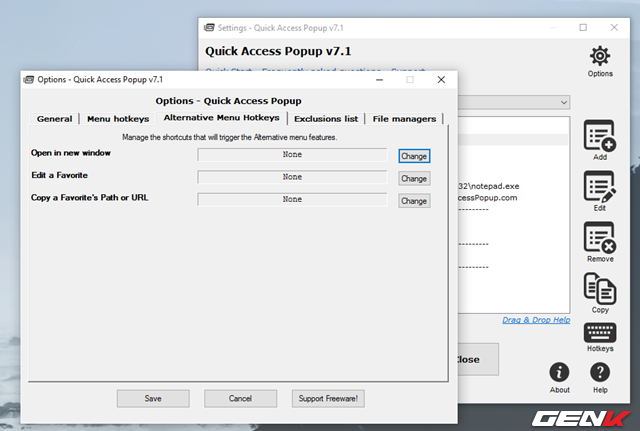 Settings - Quick Access Popup v7.1
Quick Access Popup v7.1
Options
Options - Quick Access Popup v7.1
Options - Quick Access Popup
General
Menu hotkeys
Alternative Menu Hotkeys
Exclusions list
File managers
Manage the shortcuts that will trigger the Alternative menu features.
Open in new window
None
Change
Edit a Favorite
None
Change
Copy a Favorite's Path or URL
None
Change
Save
Cancel
Support Freeware!
32\notepad.exe
cessPopup.com
----------
----------
----------
Drag & Drop Help
Close
Add
Edit
Remove
Copy
Hotkeys
About
Help
GENK